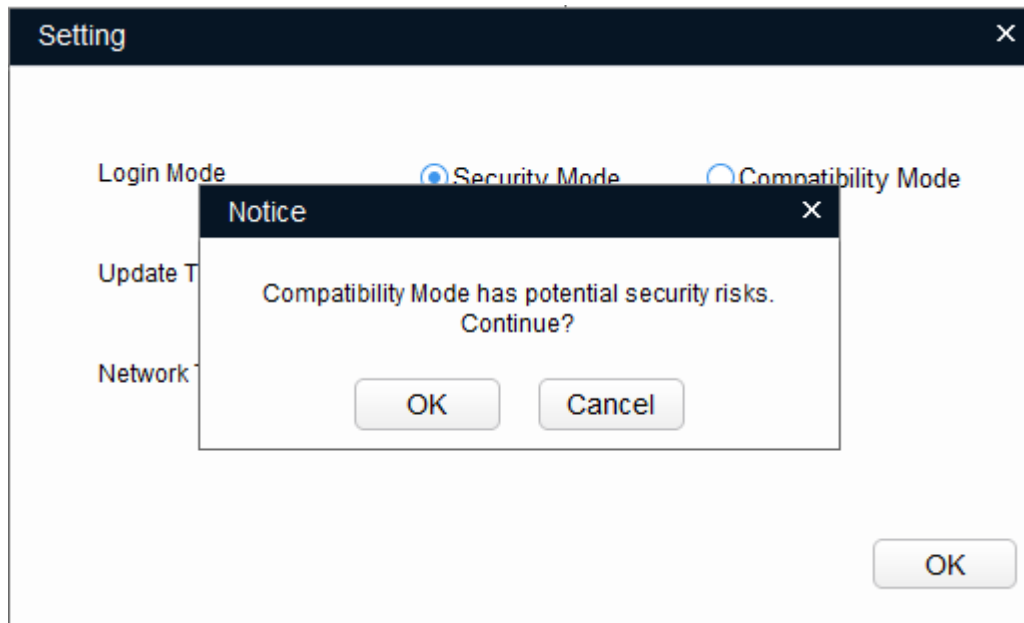 Setting
Login Mode Security Mode Compatibility Mode
Notice
Update T
Compatibility Mode has potential security risks.
Continue?
Network
OK Cancel
OK